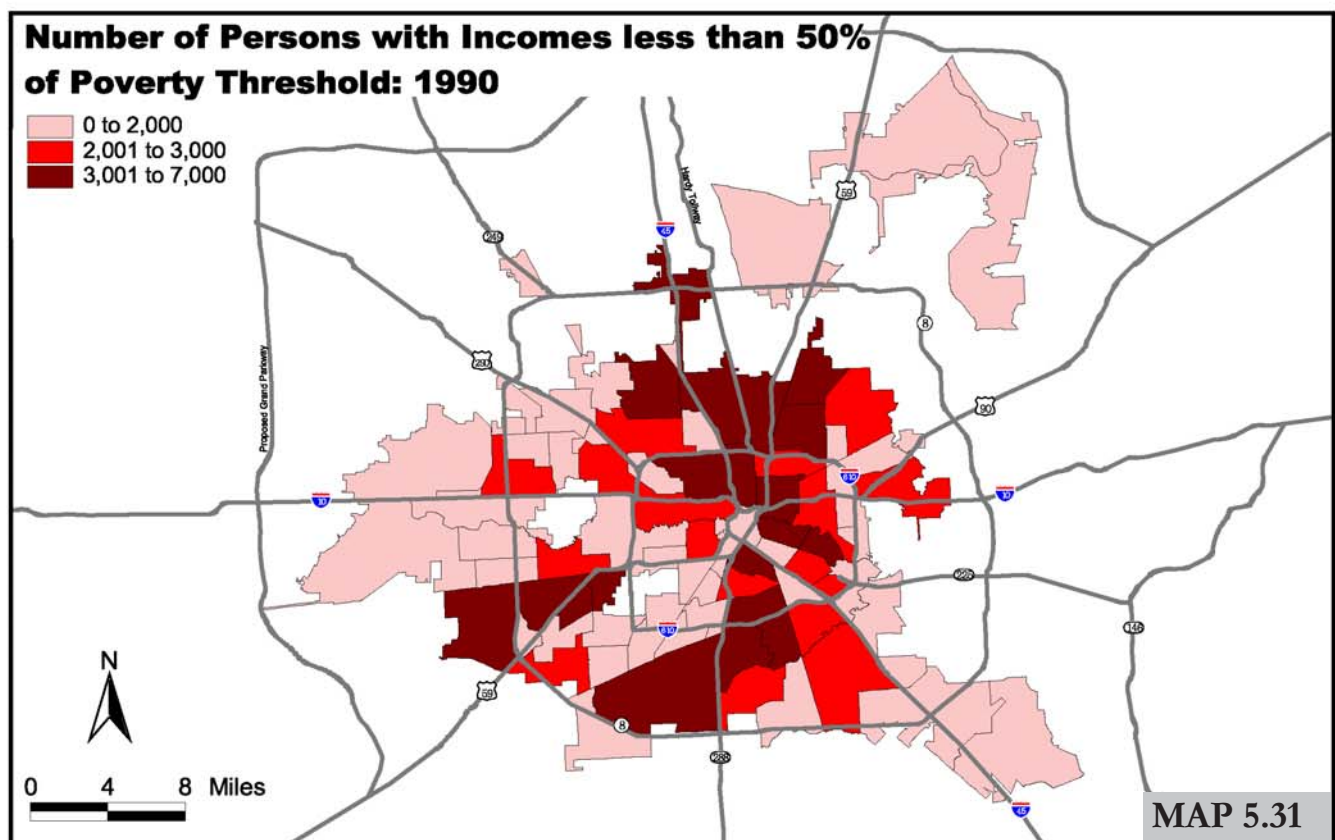 Number of Persons with Incomes less than 50%
of Poverty Threshold: 1990
0 to 2,000
2,001 to 3,000
3,001 to 7,000
Hardy Tollway
59
45
249
8
290
Proposed Grand Parkway
90
610
10
10
225
146
610
N
59
8
288
0 4 8 Miles
45
MAP 5.31